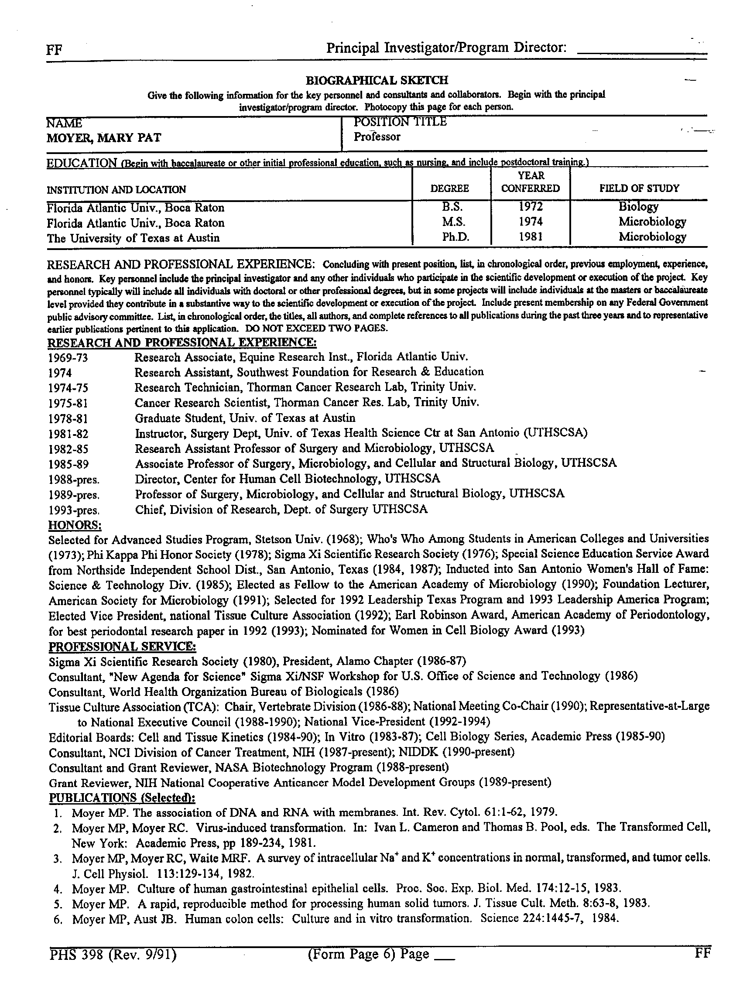 FF Principal Investigator/Program Director:
BIOGRAPHICAL SKETCH
Give the following information for the key personnel and consultants and collaborators. Begin with the principal
investigator/program director. Photocopy this page for each person.
NAME POSITION TITLE
MOYER, MARY PAT Professor
EDUCATION (Begin with baccalaureate or other initial professional education, such as nursing, and include postdoctoral training.)
YEAR
INSTITUTION AND LOCATION DEGREE CONFERRED FIELD OF STUDY
Florida Atlantic Univ., Boca Raton B.S. 1972 Biology
Florida Atlantic Univ., Boca Raton M.S. 1974 Microbiology
The University of Texas at Austin Ph.D. 1981 Microbiology
RESEARCH AND PROFESSIONAL EXPERIENCE: Concluding with present position, list, in chronological order, previous employment, experience,
and honors. Key personnel include the principal investigator and any other individuals who participate in the scientific development or execution of the project. Key
personnel typically will include all individuals with doctoral or other professional degrees, but in some projects will include individuals at the masters or baccalaureate
level provided they contribute in a substantive way to the scientific development or execution of the project. Include present membership on any Federal Government
public advisory committee. List, in chronological order, the titles, all authors, and complete references to all publications during the past three years and to representative
earlier publications pertinent to this application. DO NOT EXCEED TWO PAGES.
RESEARCH AND PROFESSIONAL EXPERIENCE:
1969-73 Research Associate, Equine Research Inst., Florida Atlantic Univ.
1974 Research Assistant, Southwest Foundation for Research & Education
1974-75 Research Technician, Thorman Cancer Research Lab, Trinity Univ.
1975-81 Cancer Research Scientist, Thorman Cancer Res. Lab, Trinity Univ.
1978-81 Graduate Student, Univ. of Texas at Austin
1981-82 Instructor, Surgery Dept, Univ. of Texas Health Science Ctr at San Antonio (UTHSCSA)
1982-85 Research Assistant Professor of Surgery and Microbiology, UTHSCSA
1985-89 Associate Professor of Surgery, Microbiology, and Cellular and Structural Biology, UTHSCSA
1988-pres. Director, Center for Human Cell Biotechnology, UTHSCSA
1989-pres. Professor of Surgery, Microbiology, and Cellular and Structural Biology, UTHSCSA
1993-pres. Chief, Division of Research, Dept. of Surgery UTHSCSA
HONORS:
Selected for Advanced Studies Program, Stetson Univ. (1968); Who's Who Among Students in American Colleges and Universities
(1973); Phi Kappa Phi Honor Society (1978); Sigma Xi Scientific Research Society (1976); Special Science Education Service Award
from Northside Independent School Dist., San Antonio, Texas (1984, 1987); Inducted into San Antonio Women's Hall of Fame:
Science & Technology Div. (1985); Elected as Fellow to the American Academy of Microbiology (1990); Foundation Lecturer,
American Society for Microbiology (1991); Selected for 1992 Leadership Texas Program and 1993 Leadership America Program;
Elected Vice President, national Tissue Culture Association (1992); Earl Robinson Award, American Academy of Periodontology,
for best periodontal research paper in 1992 (1993); Nominated for Women in Cell Biology Award (1993)
PROFESSIONAL SERVICE:
Sigma Xi Scientific Research Society (1980), President, Alamo Chapter (1986-87)
Consultant, "New Agenda for Science" Sigma Xi/NSF Workshop for U.S. Office of Science and Technology (1986)
Consultant, World Health Organization Bureau of Biologicals (1986)
Tissue Culture Association (TCA): Chair, Vertebrate Division (1986-88); National Meeting Co-Chair (1990); Representative-at-Large
to National Executive Council (1988-1990); National Vice-President (1992-1994)
Editorial Boards: Cell and Tissue Kinetics (1984-90); In Vitro (1983-87); Cell Biology Series, Academic Press (1985-90)
Consultant, NCI Division of Cancer Treatment, NIH (1987-present); NIDDK (1990-present)
Consultant and Grant Reviewer, NASA Biotechnology Program (1988-present)
Grant Reviewer, NIH National Cooperative Anticancer Model Development Groups (1989-present)
PUBLICATIONS (Selected):
1. Moyer MP. The association of DNA and RNA with membranes. Int. Rev. Cytol. 61:1-62, 1979.
2. Moyer MP, Moyer RC. Virus-induced transformation. In: Ivan L. Cameron and Thomas B. Pool, eds. The Transformed Cell,
New York: Academic Press, pp 189-234, 1981.
3. Moyer MP, Moyer RC, Waite MRF. A survey of intracellular Na⁺ and K⁺ concentrations in normal, transformed, and tumor cells.
J. Cell Physiol. 113:129-134, 1982.
4. Moyer MP. Culture of human gastrointestinal epithelial cells. Proc. Soc. Exp. Biol. Med. 174:12-15, 1983.
5. Moyer MP. A rapid, reproducible method for processing human solid tumors. J. Tissue Cult. Meth. 8:63-8, 1983.
6. Moyer MP, Aust JB. Human colon cells: Culture and in vitro transformation. Science 224:1445-7, 1984.
PHS 398 (Rev. 9/91) (Form Page 6) Page ___ FF